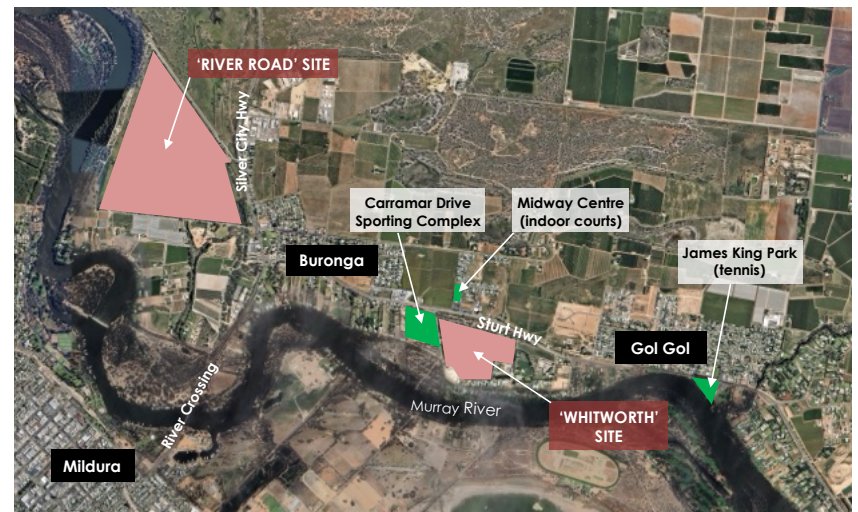 ‘RIVER ROAD’ SITE
Silver City Hwy
Carramar Drive
Sporting Complex
Midway Centre
(indoor courts)
James King Park
(tennis)
Buronga
Sturt Hwy
Gol Gol
River Crossing
Murray River
‘WHITWORTH’
SITE
Mildura